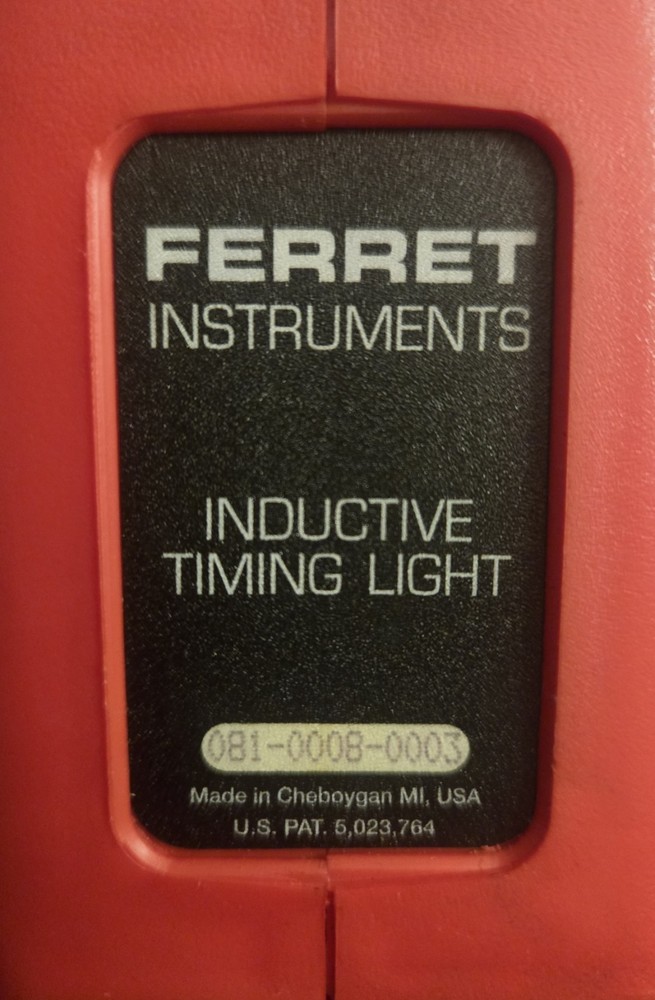 FERRET
INSTRUMENTS
INDUCTIVE
TIMING LIGHT
081-0008-0003
Made in Cheboygan MI, USA
U.S. PAT. 5,023,764